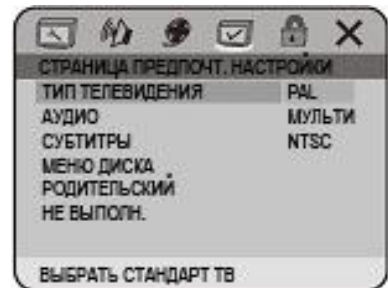 СТРАНИЦА ПРЕДПОЧТ. НАСТРОЙКИ
ТИП ТЕЛЕВИДЕНИЯ PAL
АУДИО МУЛЬТИ
СУБТИТРЫ NTSC
МЕНЮ ДИСКА
РОДИТЕЛЬСКИЙ
НЕ ВЫПОЛН.
ВЫБРАТЬ СТАНДАРТ ТВ